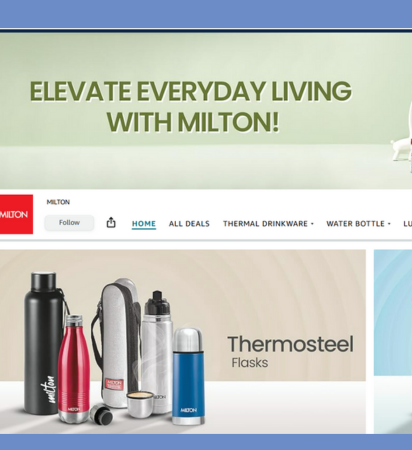 ELEVATE EVERYDAY LIVING
WITH MILTON!
MILTON
MILTON
Follow
HOME
ALL DEALS
THERMAL DRINKWARE
WATER BOTTLE
LU
Thermosteel
Flasks
milton
MILTON
MILTON
MILTON